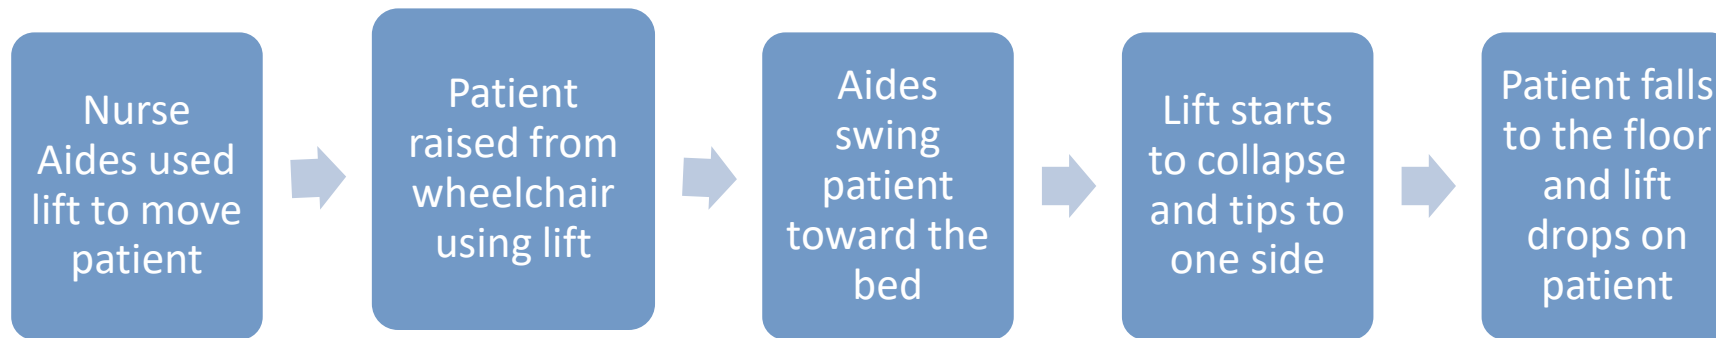 Nurse
Aides used
lift to move
patient
Patient
raised from
wheelchair
using lift
Aides
swing
patient
toward the
bed
Lift starts
to collapse
and tips to
one side
Patient falls
to the floor
and lift
drops on
patient